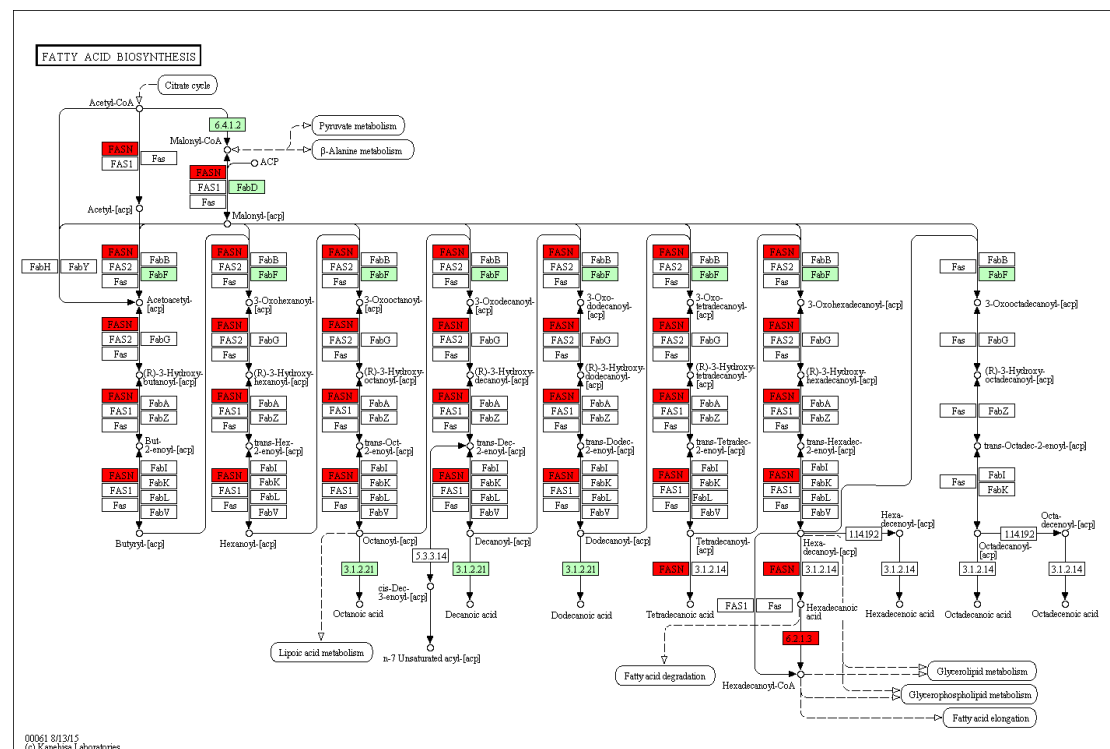 FATTY ACID BIOSYNTHESIS
Citrate cycle
Acetyl-CoA
6.4.1.2
Pyruvate metabolism
Malonyl-CoA
β-Alanine metabolism
FASN
Fas
FAS1
ACP
FASN
FAS1
FabD
Fas
Acetyl-[acp]
Malonyl-[acp]
FASN FabB FASN FabB FASN FabB FASN FabB FASN FabB FASN FabB FASN FabB
FabH FabY FAS2 FabF FAS2 FabF FAS2 FabF FAS2 FabF FAS2 FabF FAS2 FabF FAS2 FabF Fas FabB FabF
Fas Fas Fas Fas Fas Fas Fas
Acetoacetyl-[acp]
3-Oxohexanoyl-[acp]
3-Oxooctanoyl-[acp]
3-Oxodecanoyl-[acp]
3-Oxo-dodecanoyl-[acp]
3-Oxo-tetradecanoyl-[acp]
3-Oxohexadecanoyl-[acp]
3-Oxooctadecanoyl-[acp]
FASN FASN FASN FASN FASN FASN FASN
FAS2 FabG FAS2 FabG FAS2 FabG FAS2 FabG FAS2 FabG FAS2 FabG FAS2 FabG Fas FabG
Fas Fas Fas Fas Fas Fas Fas
(R)-3-Hydroxy-butanoyl-[acp]
(R)-3-Hydroxy-hexanoyl-[acp]
(R)-3-Hydroxy-octanoyl-[acp]
(R)-3-Hydroxy-decanoyl-[acp]
(R)-3-Hydroxy-dodecanoyl-[acp]
(R)-3-Hydroxy-tetradecanoyl-[acp]
(R)-3-Hydroxy-hexadecanoyl-[acp]
(R)-3-Hydroxy-octadecanoyl-[acp]
FASN FabA FASN FabA FASN FabA FASN FabA FASN FabA FASN FabA FASN FabA
FAS1 FabZ FAS1 FabZ FAS1 FabZ FAS1 FabZ FAS1 FabZ FAS1 FabZ FAS1 FabZ Fas FabZ
Fas Fas Fas Fas Fas Fas Fas
But-2-enoyl-[acp]
trans-Hex-2-enoyl-[acp]
trans-Oct-2-enoyl-[acp]
trans-Dec-2-enoyl-[acp]
trans-Dodec-2-enoyl-[acp]
trans-Tetradec-2-enoyl-[acp]
trans-Hexadec-2-enoyl-[acp]
trans-Octadec-2-enoyl-[acp]
FabI FabI FabI FabI FabI FabI FabI FabI
FASN FabK FASN FabK FASN FabK FASN FabK FASN FabK FASN FabK FASN FabK Fas FabK
FAS1 FabL FAS1 FabL FAS1 FabL FAS1 FabL FAS1 FabL FAS1 FabL FAS1 FabL
Fas FabV Fas FabV Fas FabV Fas FabV Fas FabV Fas FabV Fas FabV
Butyryl-[acp]
Hexanoyl-[acp]
Octanoyl-[acp]
Decanoyl-[acp]
Dodecanoyl-[acp]
Tetradecanoyl-[acp]
Hexa-decanoyl-[acp]
1.14.19.2
Hexa-decenoyl-[acp]
Octadecanoyl-[acp]
1.14.19.2
Octa-decenoyl-[acp]
5.3.3.14
3.1.2.21 3.1.2.21 3.1.2.21 FASN 3.1.2.14 FASN 3.1.2.14 3.1.2.14 3.1.2.14 3.1.2.14
cis-Dec-3-enoyl-[acp]
Octanoic acid
Decanoic acid
Dodecanoic acid
Tetradecanoic acid
FAS1 Fas
Hexadecanoic acid
Hexadecenoic acid
Octadecanoic acid
Octadecenoic acid
6.2.1.3
Lipoic acid metabolism
n-7 Unsaturated acyl-[acp]
Fatty acid degradation
Hexadecanoyl-CoA
Glycerolipid metabolism
Glycerophospholipid metabolism
Fatty acid elongation
00061 8/13/15
(c) Kanehisa Laboratories